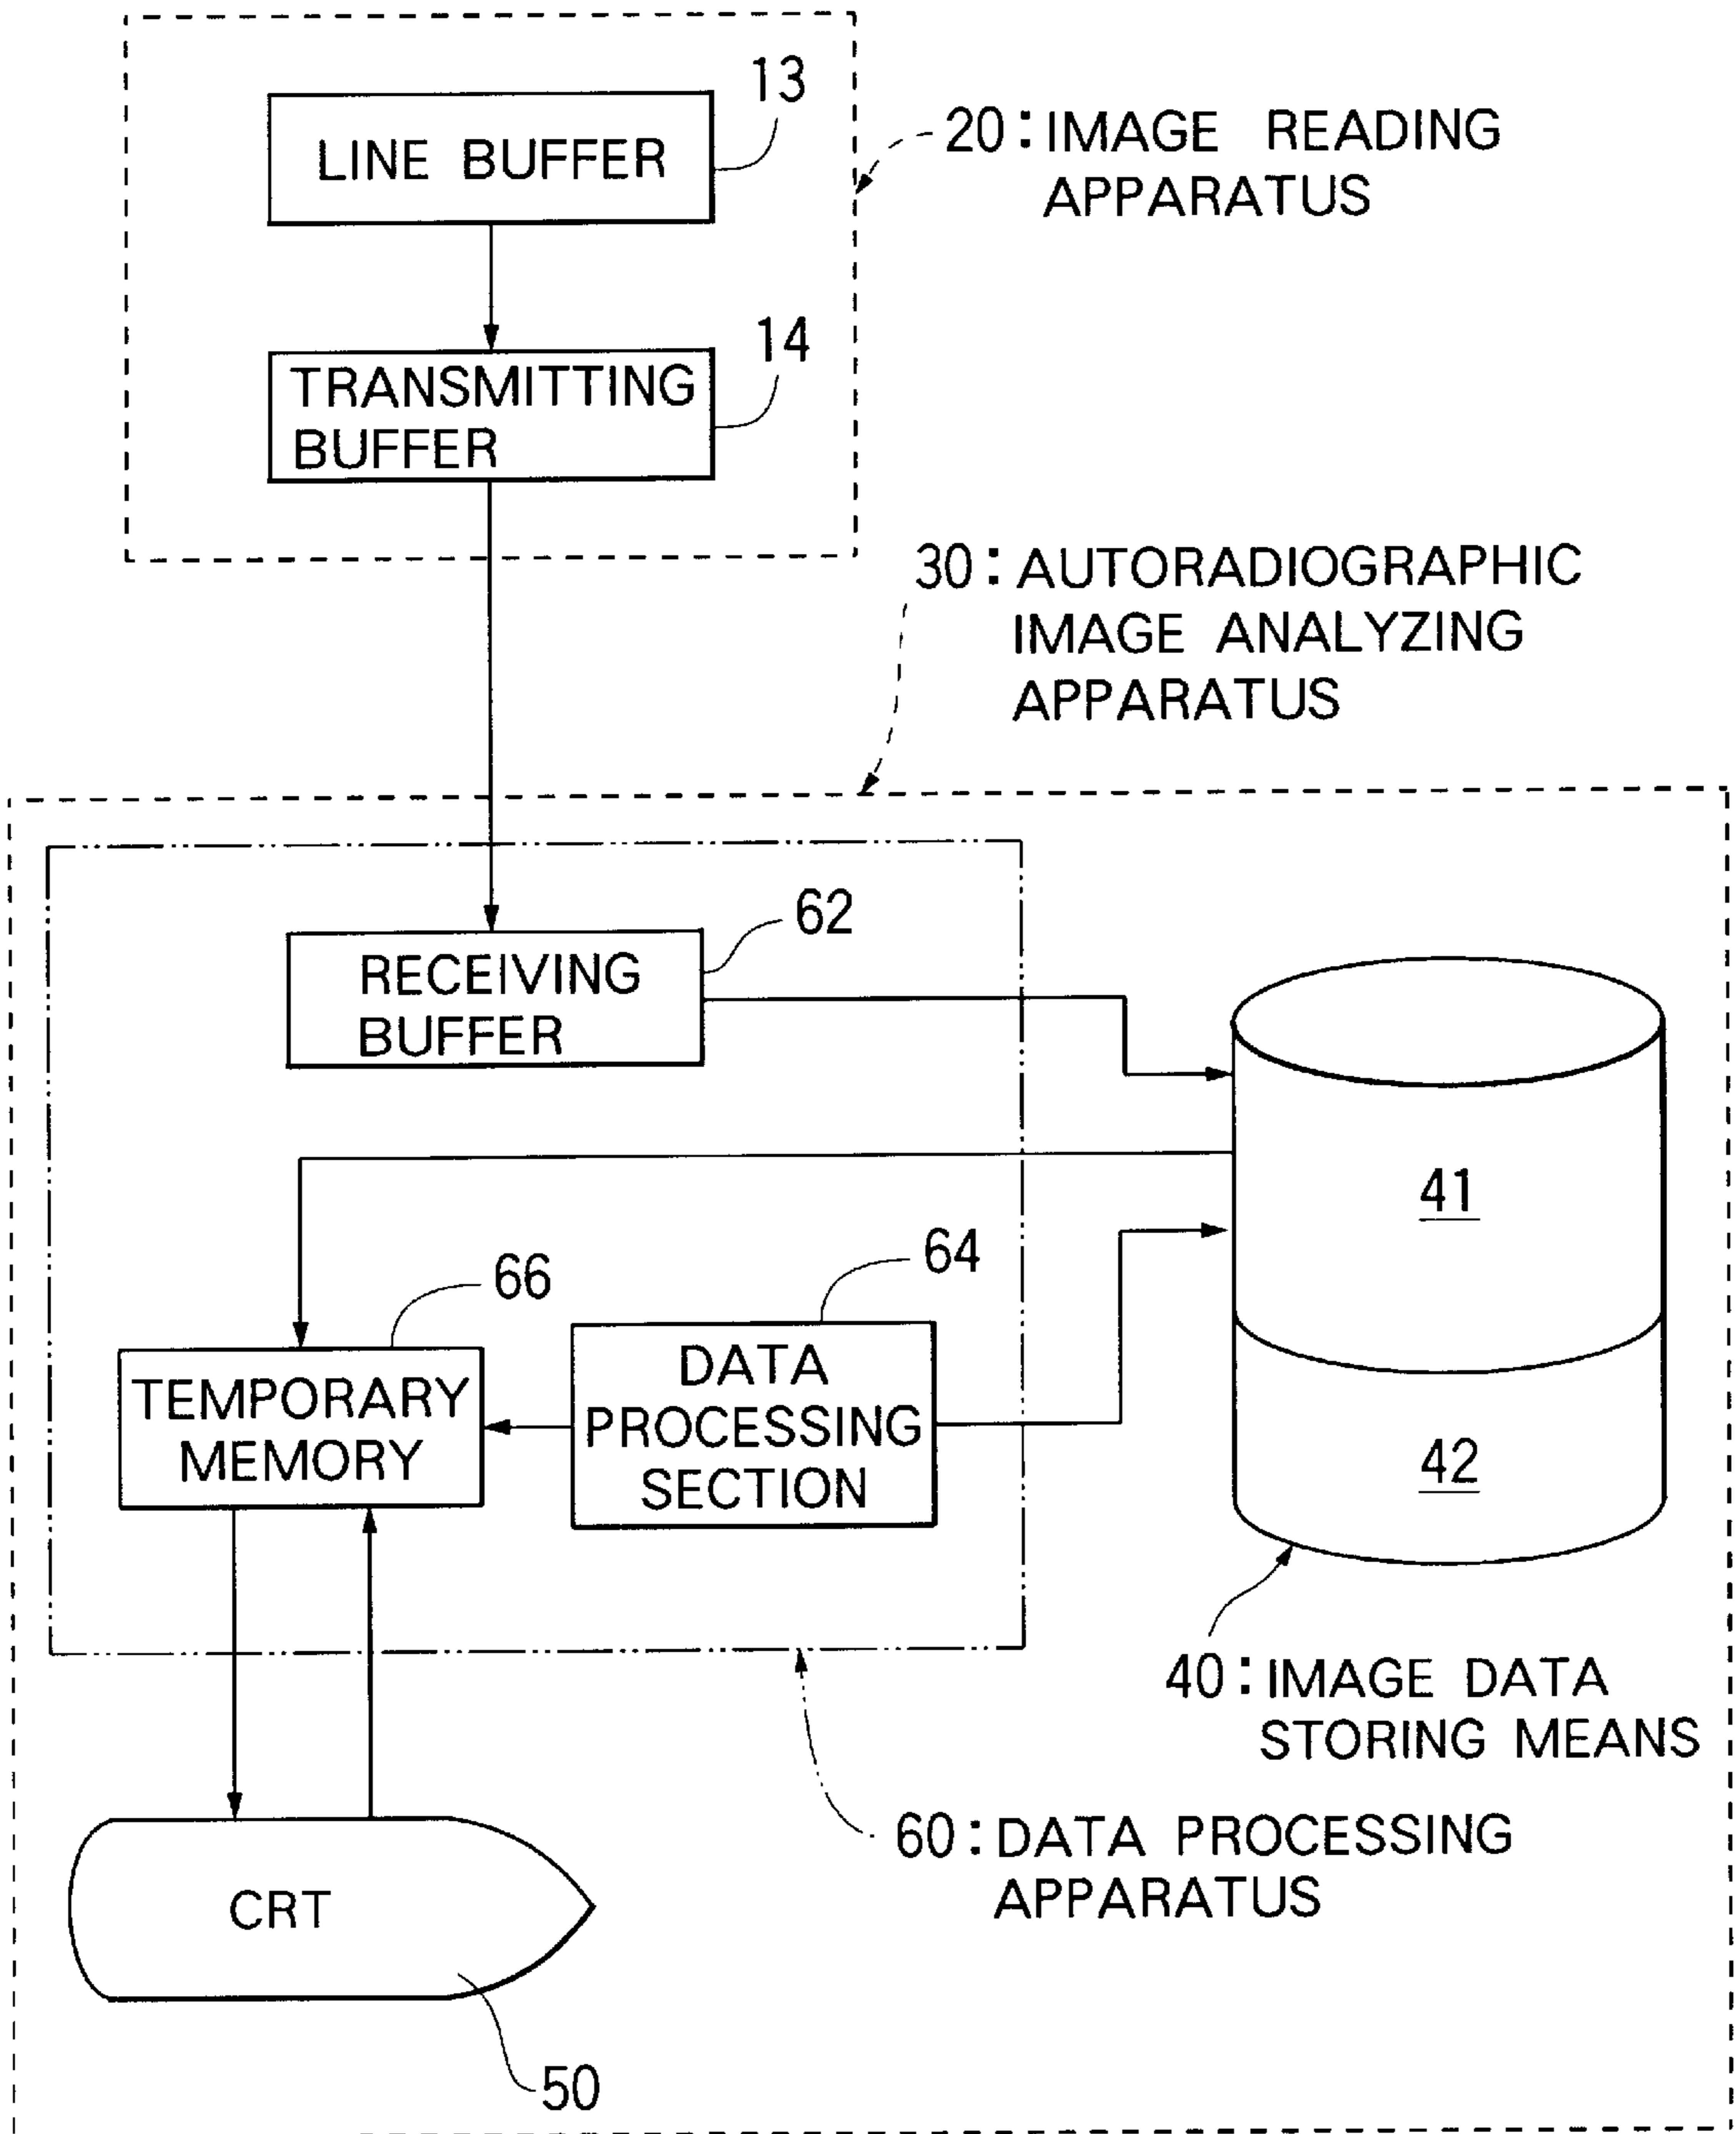 13
LINE BUFFER
20: IMAGE READING
APPARATUS
14
TRANSMITTING
BUFFER
30: AUTORADIOGRAPHIC
IMAGE ANALYZING
APPARATUS
62
RECEIVING
BUFFER
41
64
66
DATA
PROCESSING
SECTION
TEMPORARY
MEMORY
42
40: IMAGE DATA
STORING MEANS
60: DATA PROCESSING
APPARATUS
CRT
50